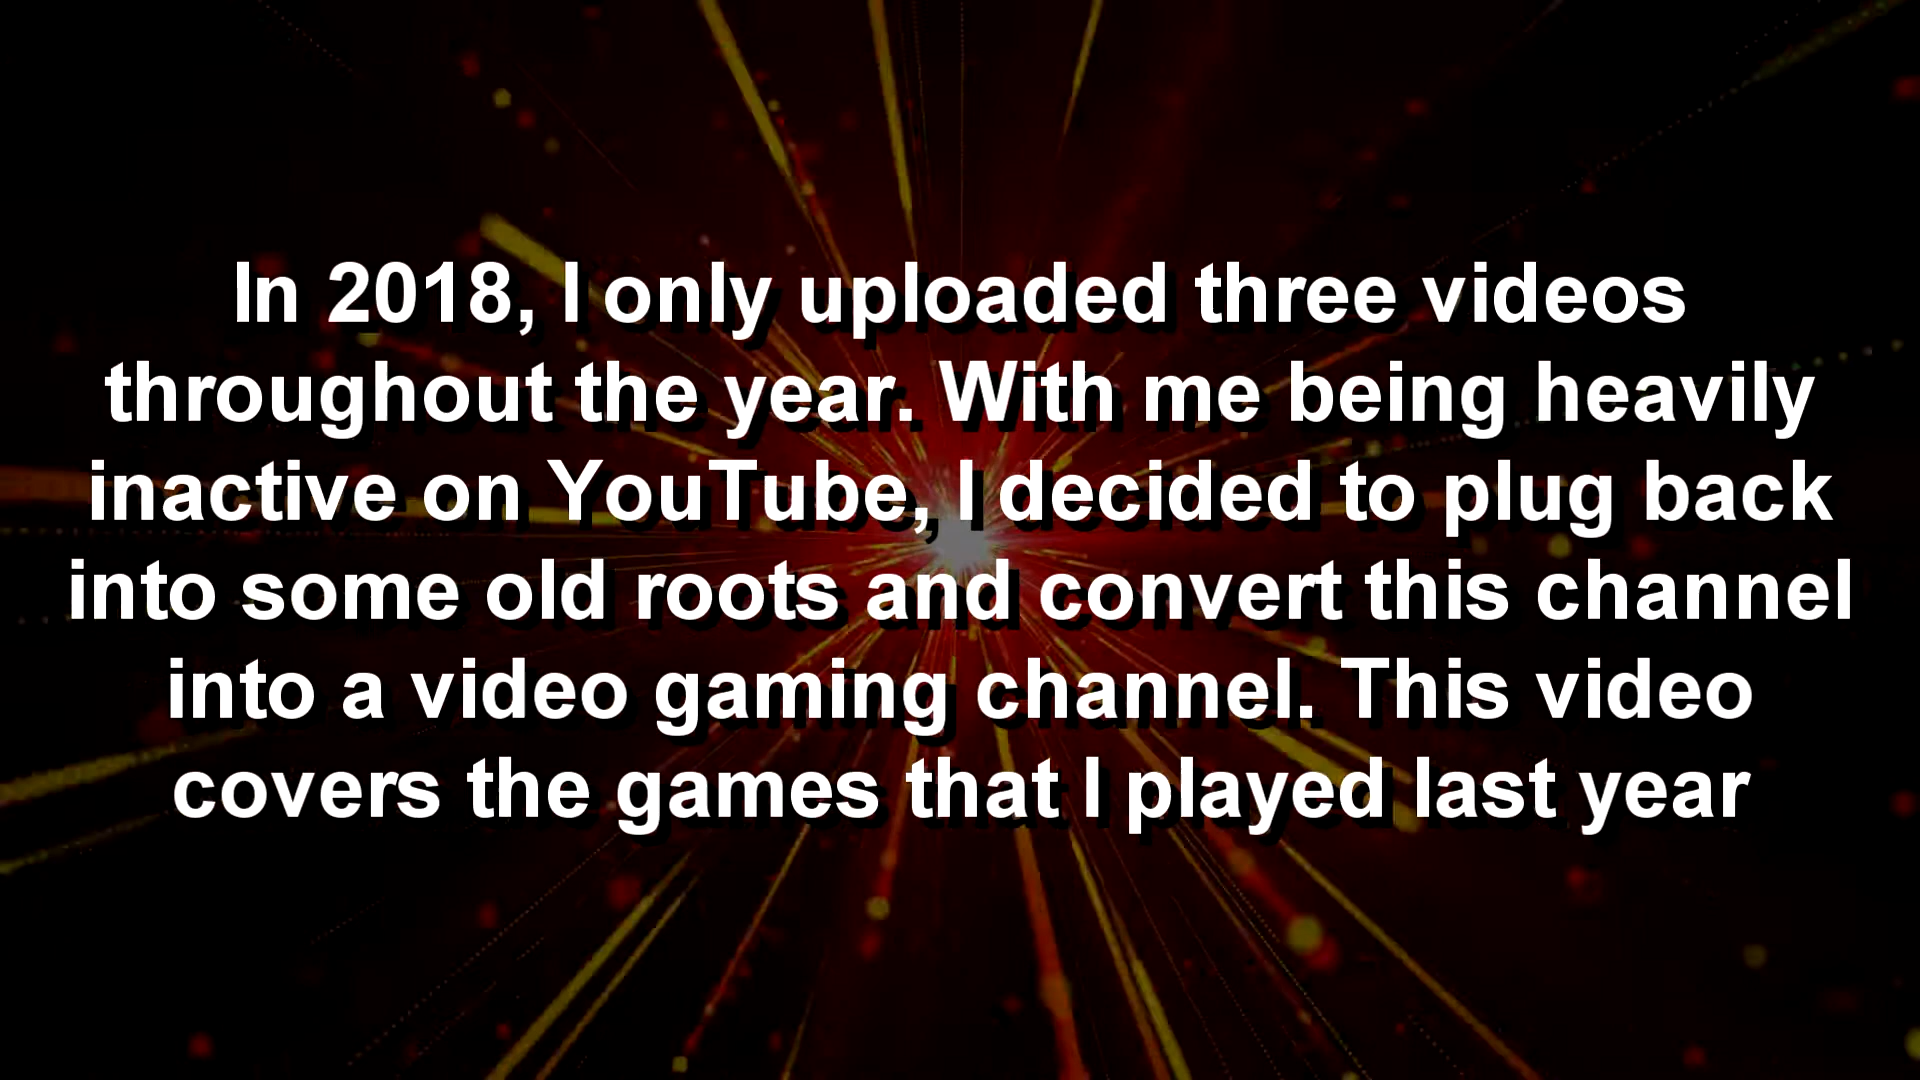 In 2018, I only uploaded three videos
throughout the year. With me being heavily
inactive on YouTube, I decided to plug back
into some old roots and convert this channel
into a video gaming channel. This video
covers the games that I played last year